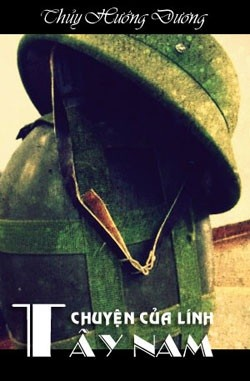 Thủy Hướng Dương
CHUYỆN CỦA LÍNH
TÂY NAM